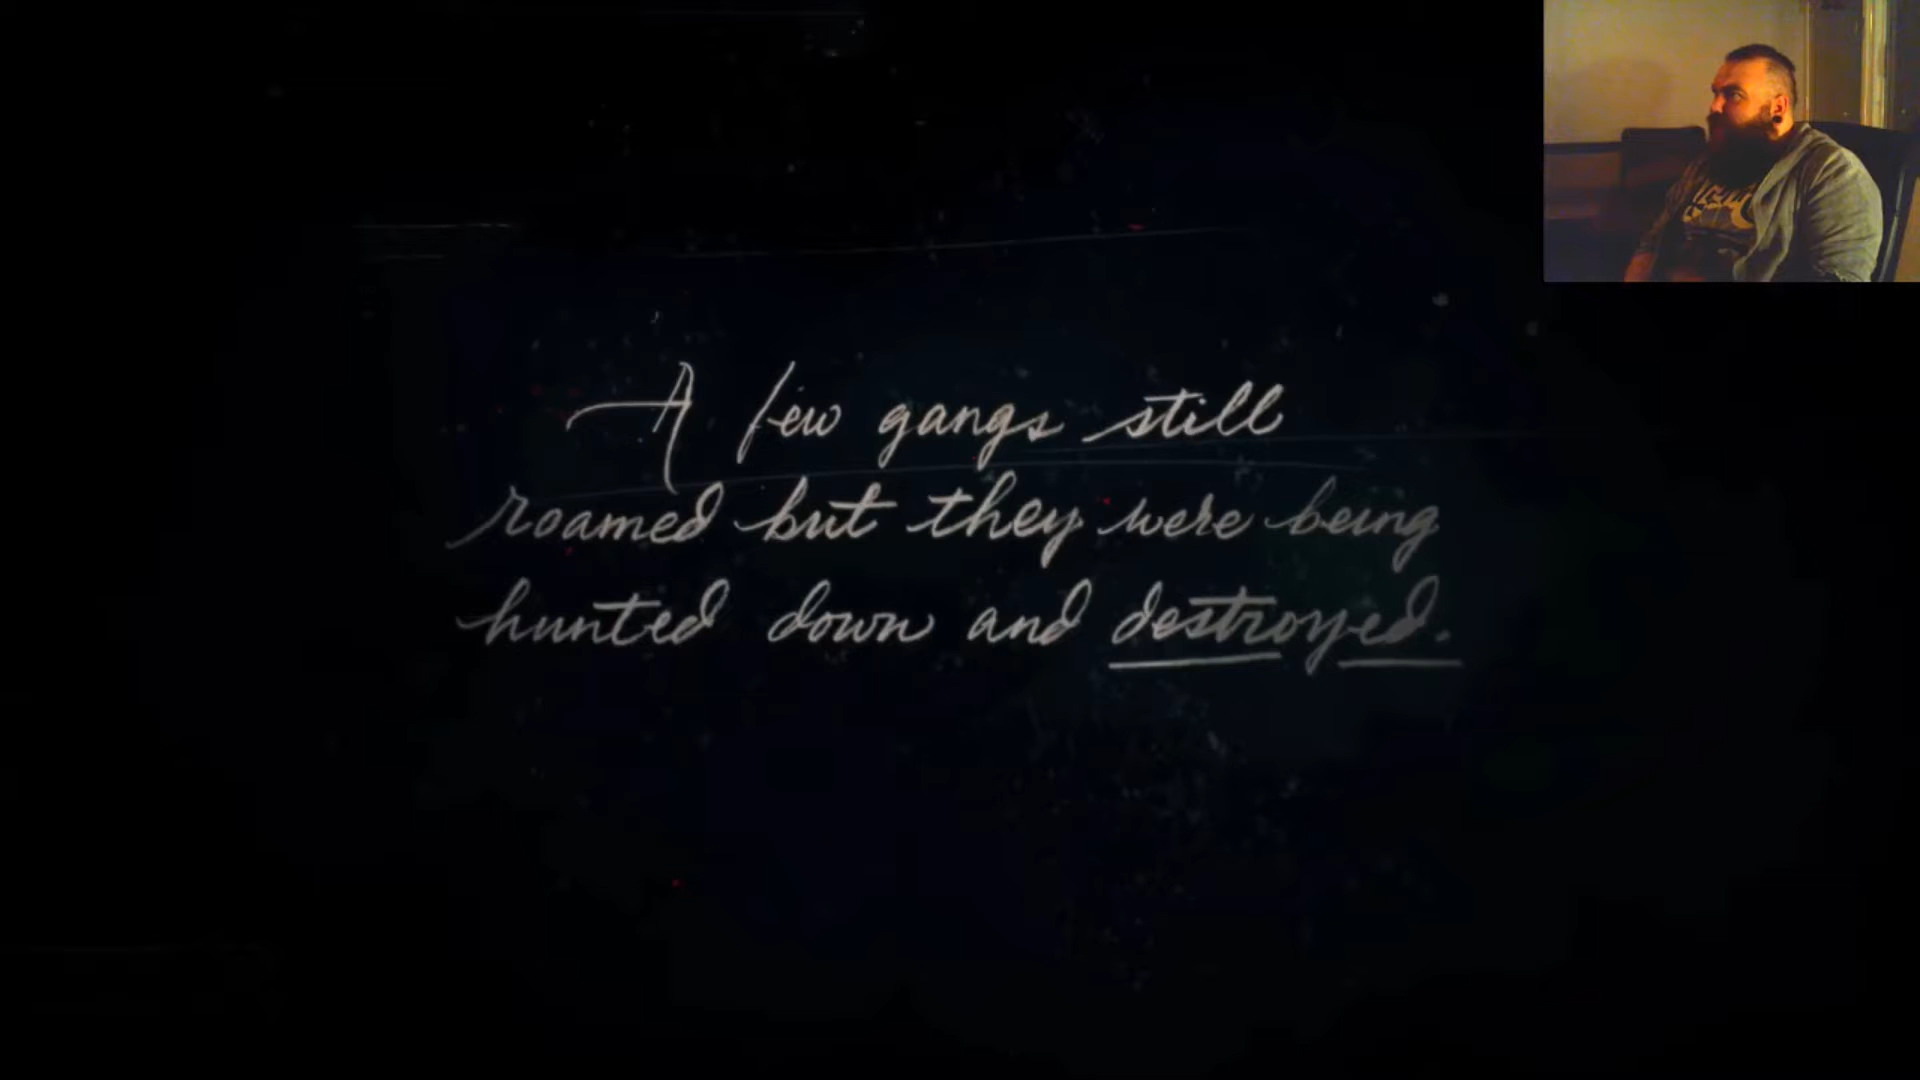 A few gangs still
roamed but they were being
hunted down and destroyed.